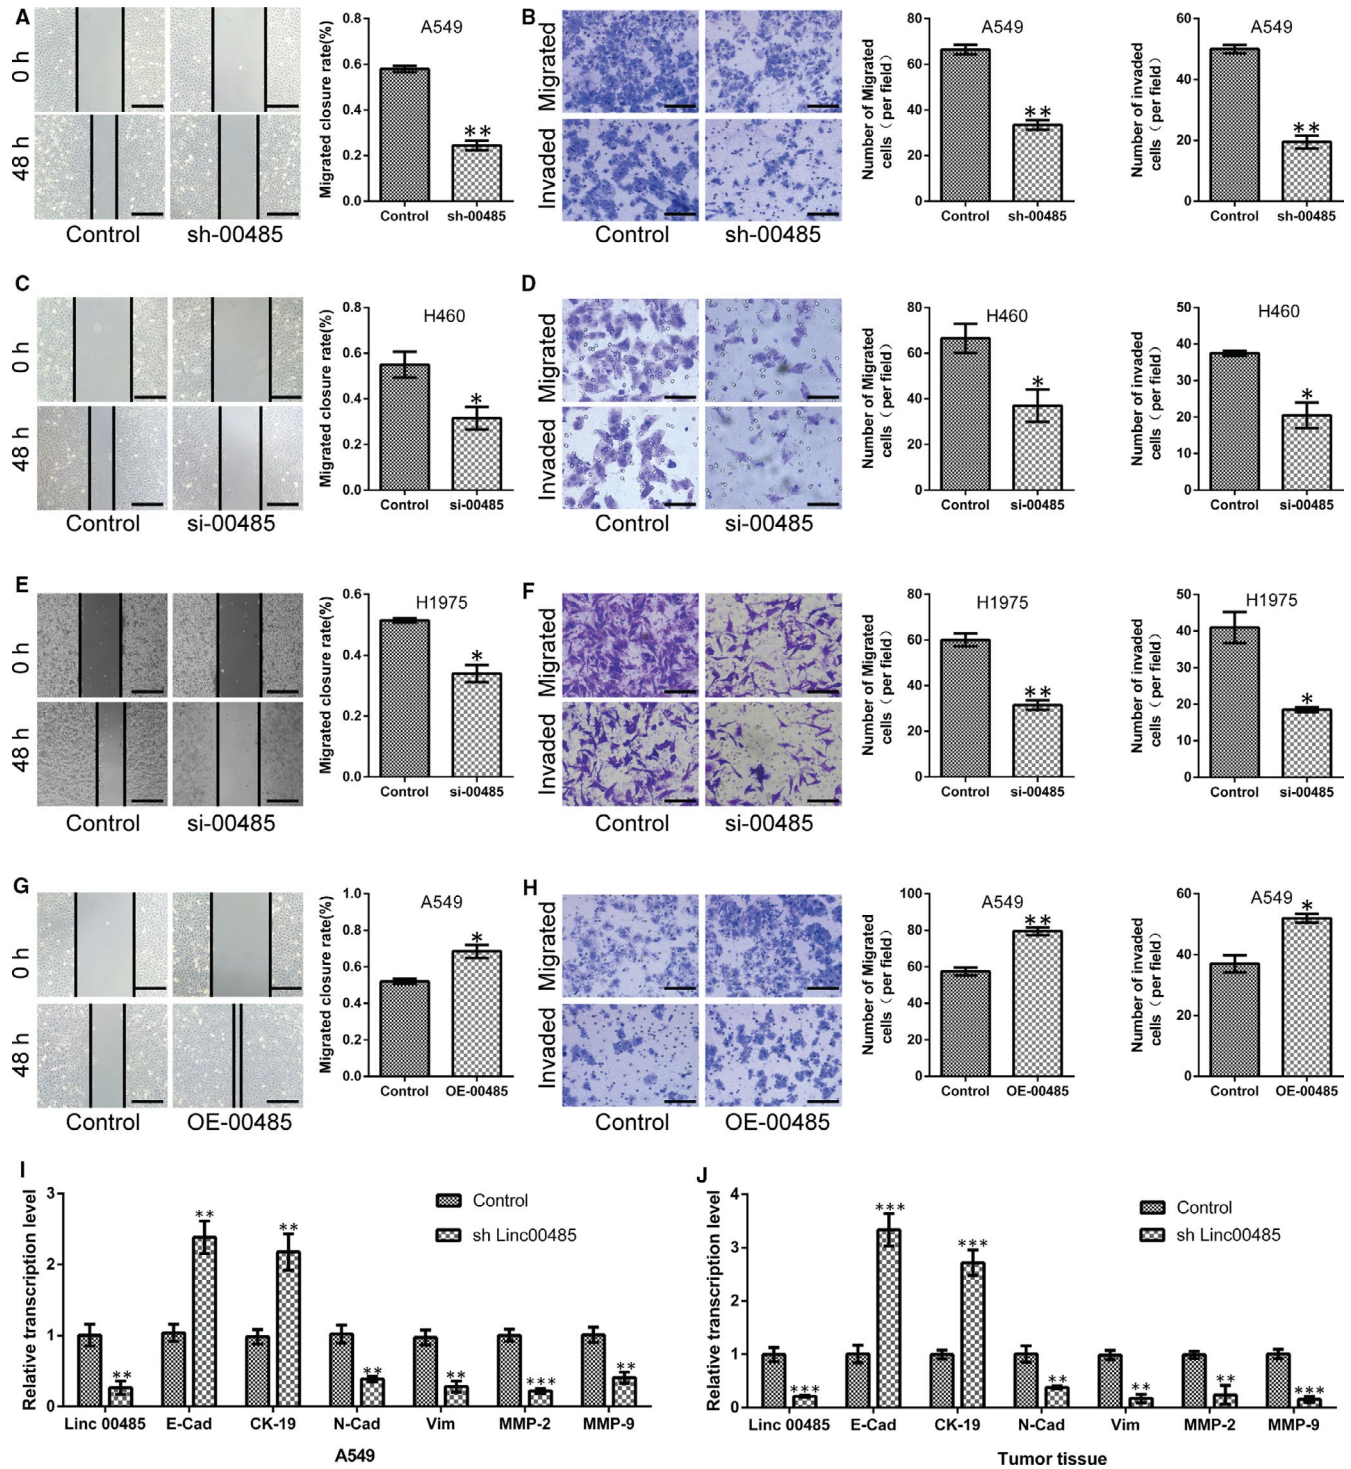 A
0 h
48 h
Control
sh-00485
Migrated closure rate(%)
0.8
0.6
0.4
0.2
0.0
A549
**
Control
sh-00485
B
Migrated
Invaded
Control
sh-00485
Number of Migrated
cells（per field）
80
60
40
20
0
A549
**
Control
sh-00485
Number of invaded
cells（per field）
60
40
20
0
A549
**
Control
sh-00485
C
0 h
48 h
Control
si-00485
Migrated closure rate(%)
0.8
0.6
0.4
0.2
0.0
H460
*
Control
si-00485
D
Migrated
Invaded
Control
si-00485
Number of Migrated
cells（per field）
80
60
40
20
0
H460
*
Control
si-00485
Number of invaded
cells（per field）
50
40
30
20
10
0
H460
*
Control
si-00485
E
0 h
48 h
Control
si-00485
Migrated closure rate(%)
0.6
0.4
0.2
0.0
H1975
*
Control
si-00485
F
Migrated
Invaded
Control
si-00485
Number of Migrated
cells（per field）
80
60
40
20
0
H1975
**
Control
si-00485
Number of invaded
cells（per field）
50
40
30
20
10
0
H1975
*
Control
si-00485
G
0 h
48 h
Control
OE-00485
Migrated closure rate(%)
1.0
0.8
0.6
0.4
0.2
0.0
A549
*
Control
OE-00485
H
Migrated
Invaded
Control
OE-00485
Number of Migrated
cells（per field）
100
80
60
40
20
0
A549
**
Control
OE-00485
Number of invaded
cells（per field）
60
40
20
0
A549
*
Control
OE-00485
I
Relative transcription level
3
2
1
0
Control
sh Linc00485
** ** ** ** ** *** **
Linc 00485 E-Cad CK-19 N-Cad Vim MMP-2 MMP-9
A549
J
Relative transcription level
4
3
4
1
0
Control
sh Linc00485
*** *** *** ** ** ** ***
Linc 00485 E-Cad CK-19 N-Cad Vim MMP-2 MMP-9
Tumor tissue